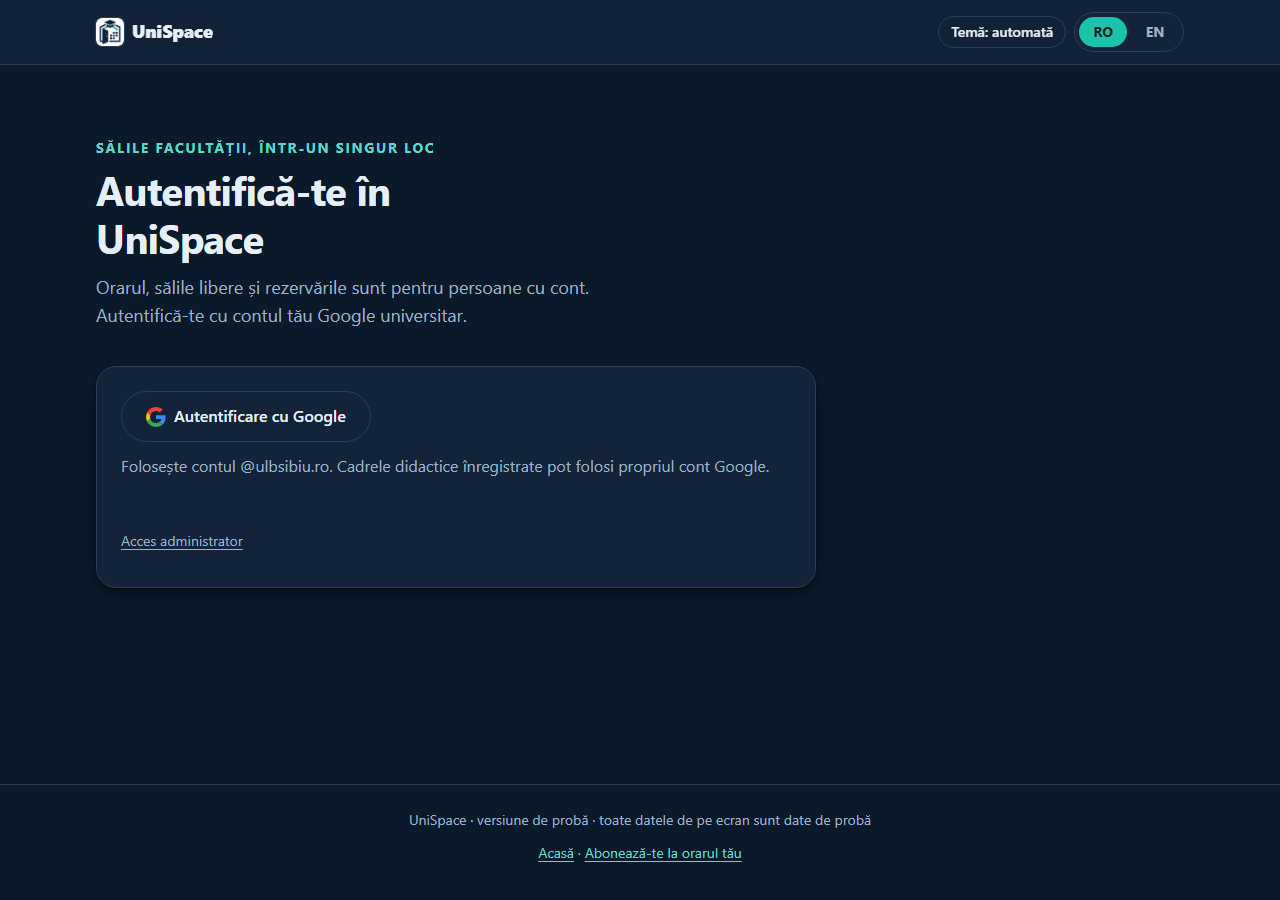 UniSpace
Temă: automată
RO
EN
SĂLILE FACULTĂȚII, ÎNTR-UN SINGUR LOC
Autentifică-te în
UniSpace
Orarul, sălile libere și rezervările sunt pentru persoane cu cont.
Autentifică-te cu contul tău Google universitar.
Autentificare cu Google
Folosește contul @ulbsibiu.ro. Cadrele didactice înregistrate pot folosi propriul cont Google.
Acces administrator
UniSpace · versiune de probă · toate datele de pe ecran sunt date de probă
Acasă · Abonează-te la orarul tău